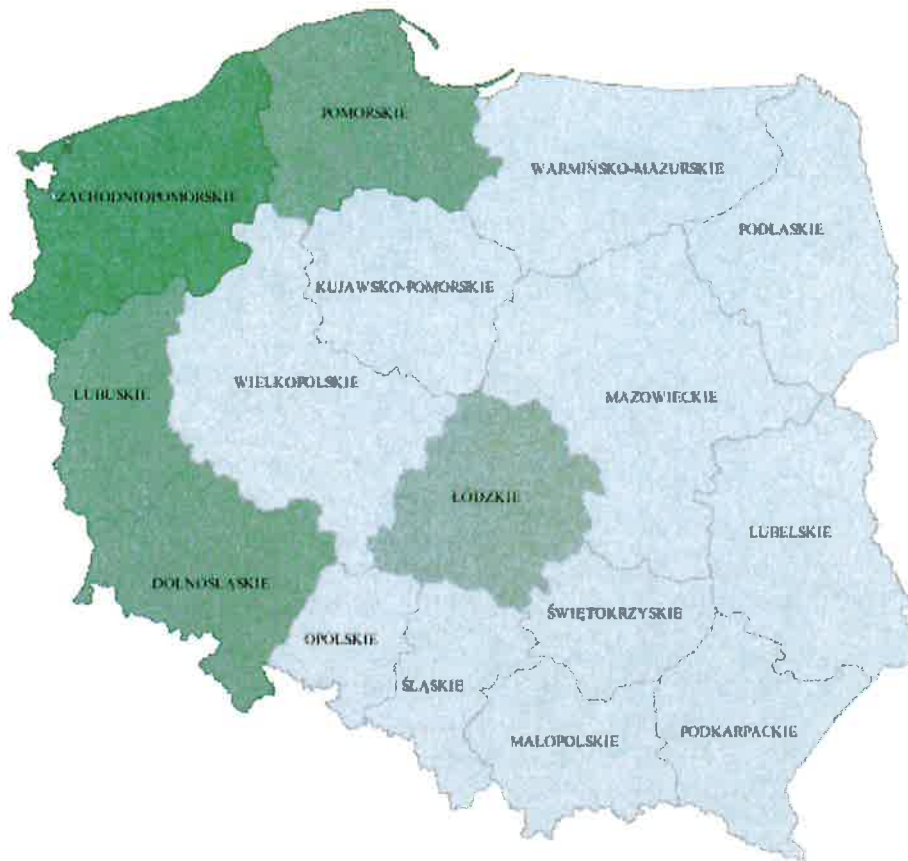 POMORSKIE
WARMIŃSKO-MAZURSKIE
ZACHODNIOPOMORSKIE
PODLASKIE
KUJAWSKO-POMORSKIE
WIELKOPOLSKIE
LUBUSKIE
MAZOWIECKIE
ŁÓDZKIE
LUBELSKIE
DOLNOŚLĄSKIE
ŚWIĘTOKRZYSKIE
OPOLSKIE
ŚLĄSKIE
PODKARPACKIE
MAŁOPOLSKIE